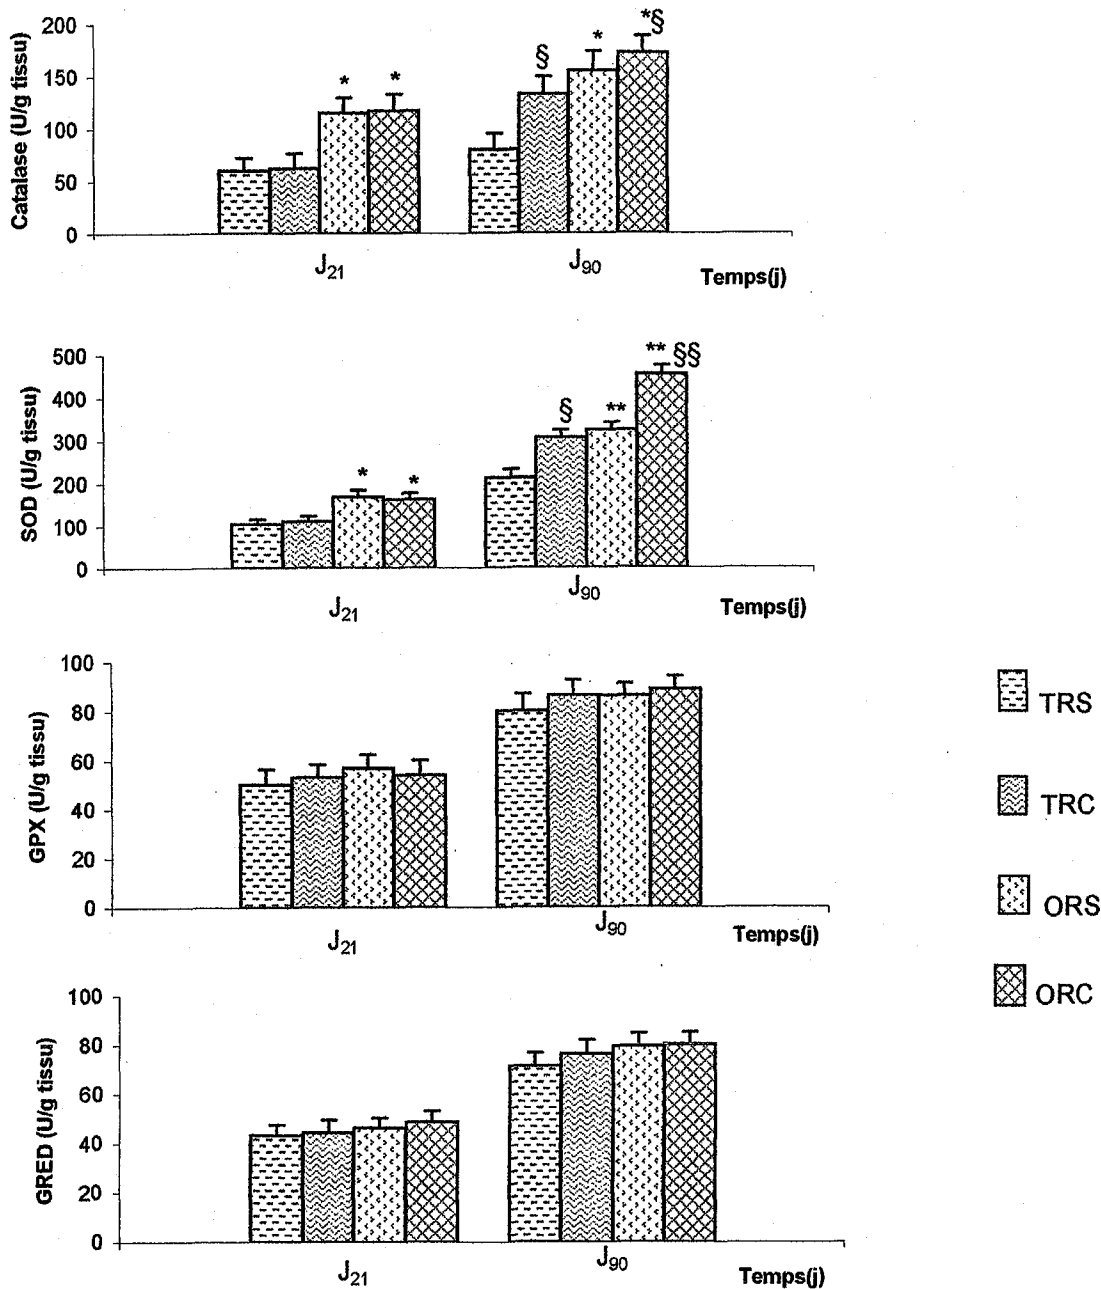 Catalase (U/g tissu)
200
150
100
50
0
* * § * *§
J21 J90
Temps(j)
SOD (U/g tissu)
500
400
300
200
100
0
* * § ** ** §§
J21 J90
Temps(j)
GPX (U/g tissu)
100
80
60
40
20
0
J21 J90
Temps(j)
GRED (U/g tissu)
100
80
60
40
20
0
J21 J90
Temps(j)
TRS
TRC
ORS
ORC